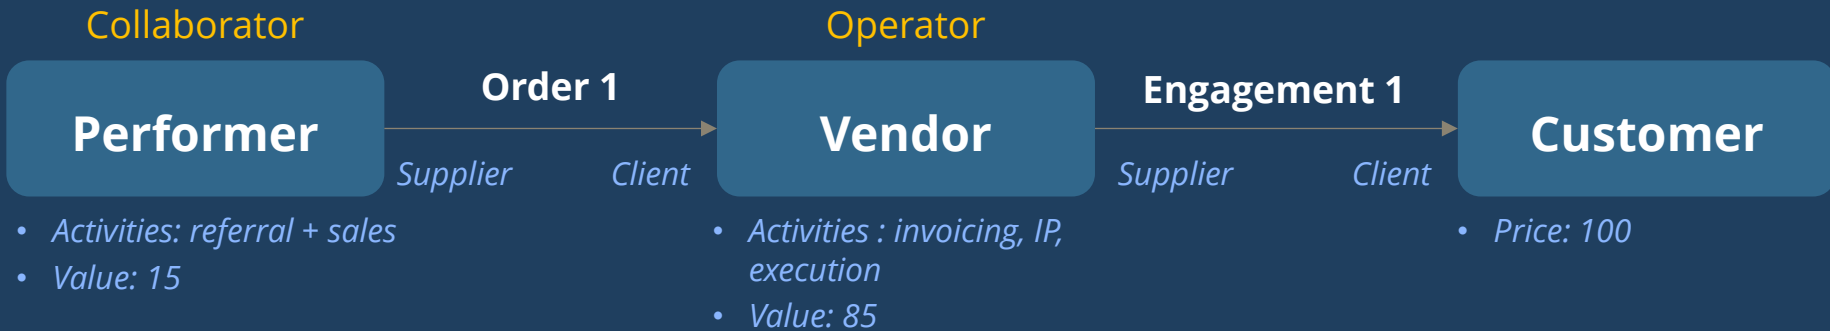 Collaborator
Operator
Performer
Order 1
Supplier
Client
Vendor
Engagement 1
Supplier
Client
Customer
• Activities: referral + sales
• Value: 15
• Activities : invoicing, IP,
execution
• Value: 85
• Price: 100